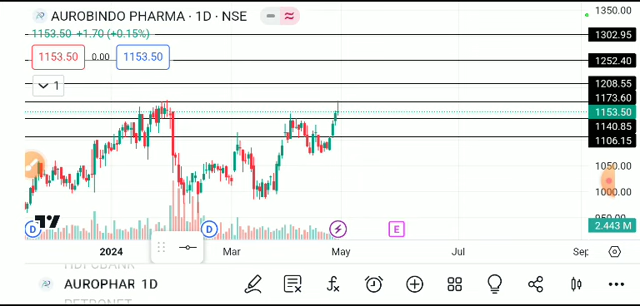 AUROBINDO PHARMA · 1D · NSE
1153.50 +1.70 (+0.15%)
1153.50 0.00 1153.50
1
1350.00
1302.95
1252.40
1208.55
1173.60
1153.50
1140.85
1106.15
1050.00
1000.00
950.00
2.443 M
D D E
2024 Mar May Jul Sep
HDFCBANK
AUROPHAR 1D
PETRONET